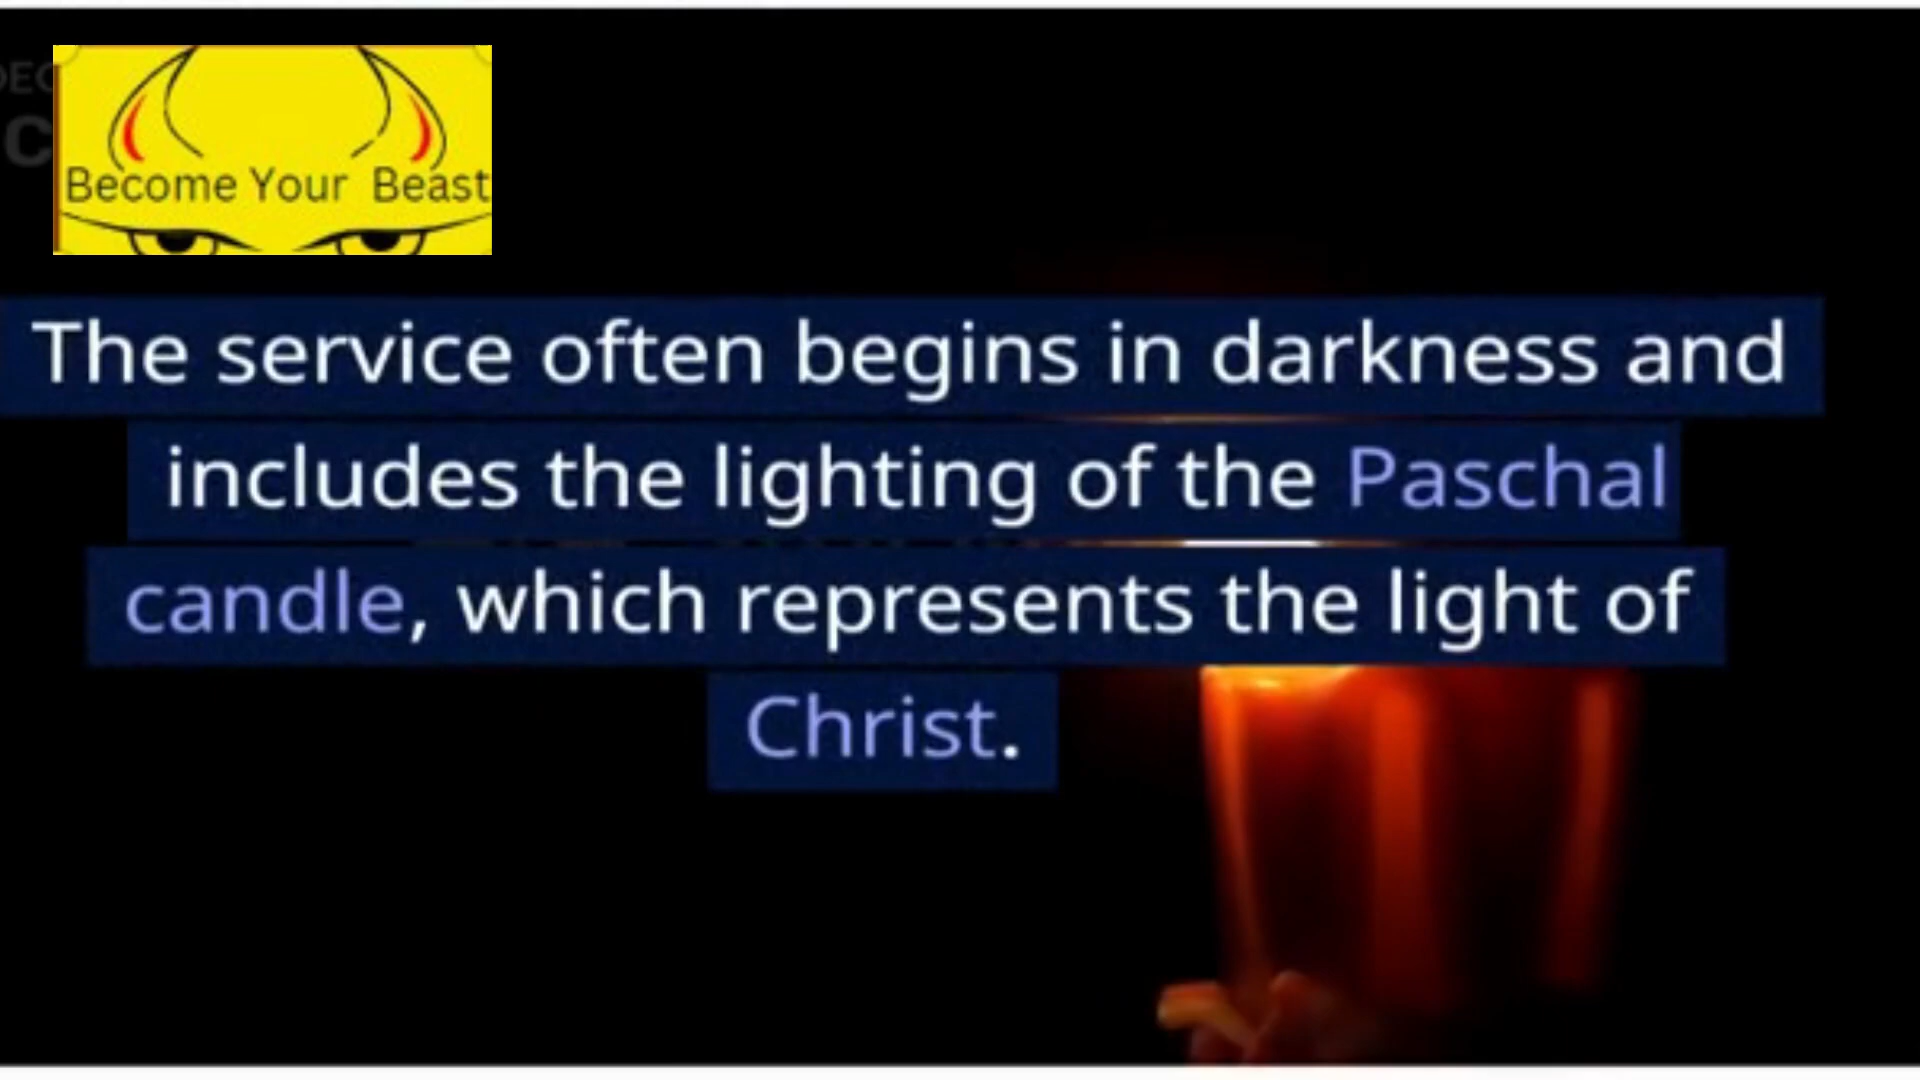 Become Your Beast
The service often begins in darkness and
includes the lighting of the Paschal
candle, which represents the light of
Christ.